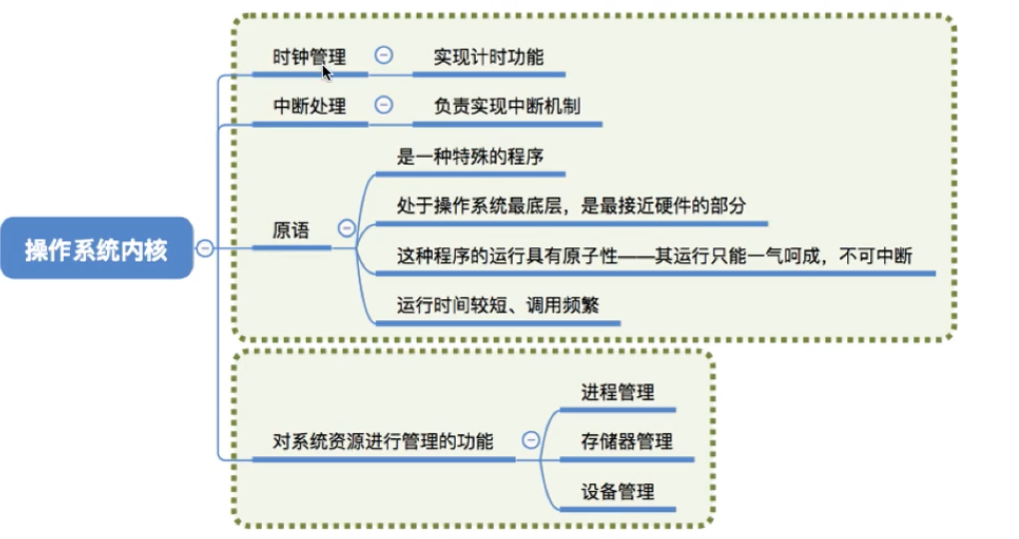 时钟管理
实现计时功能
中断处理
负责实现中断机制
是一种特殊的程序
处于操作系统最底层，是最接近硬件的部分
原语
操作系统内核
这种程序的运行具有原子性——其运行只能一气呵成，不可中断
运行时间较短、调用频繁
进程管理
对系统资源进行管理的功能
存储器管理
设备管理